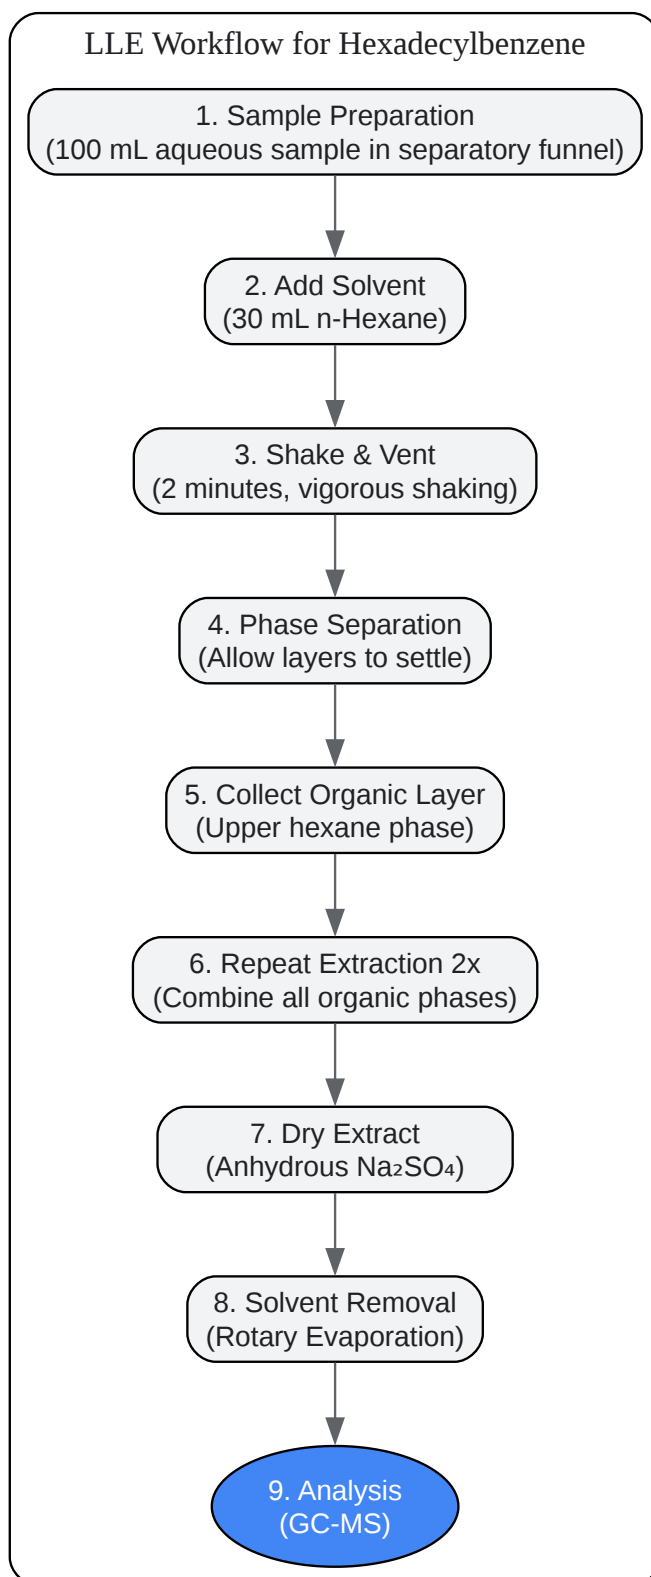 LLE Workflow for Hexadecylbenzene
1. Sample Preparation
(100 mL aqueous sample in separatory funnel)
2. Add Solvent
(30 mL n-Hexane)
3. Shake & Vent
(2 minutes, vigorous shaking)
4. Phase Separation
(Allow layers to settle)
5. Collect Organic Layer
(Upper hexane phase)
6. Repeat Extraction 2x
(Combine all organic phases)
7. Dry Extract
(Anhydrous Na₂SO₄)
8. Solvent Removal
(Rotary Evaporation)
9. Analysis
(GC-MS)